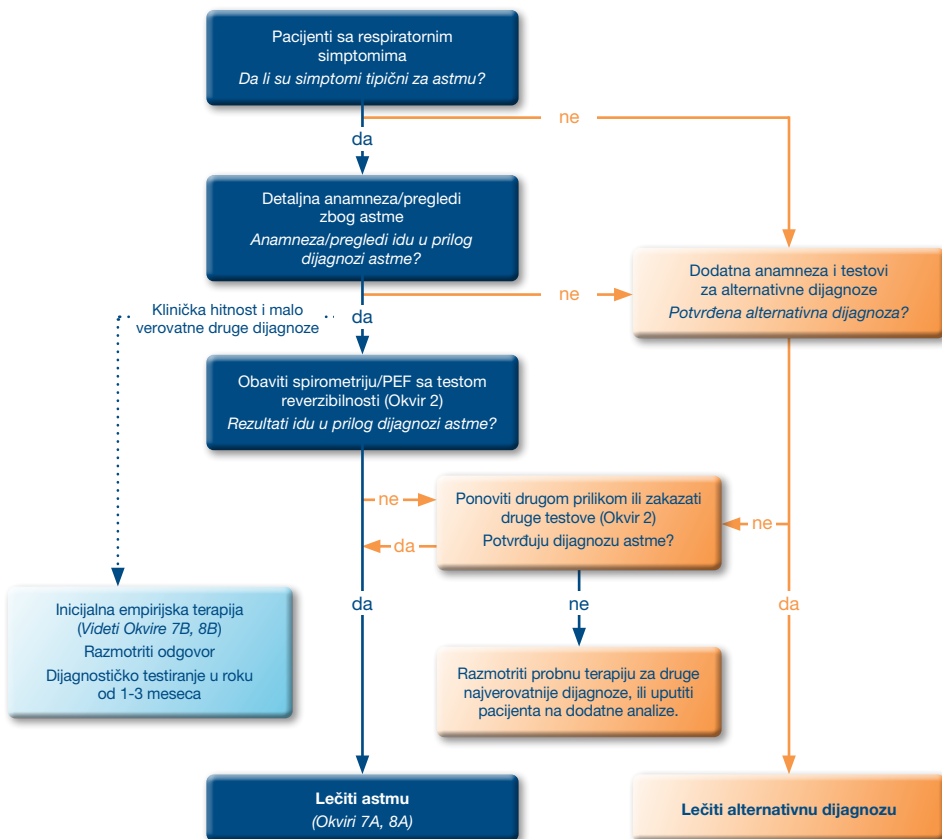 Pacijenti sa respiratornim
simptomima
Da li su simptomi tipični za astmu?
ne
da
Detaljna anamneza/pregledi
zbog astme
Anamneza/pregledi idu u prilog
dijagnozi astme?
Dodatna anamneza i testovi
za alternativne dijagnoze
Potvrđena alternativna dijagnoza?
ne
Klinička hitnost i malo
verovatne druge dijagnoze
da
Obaviti spirometriju/PEF sa testom
reverzibilnosti (Okvir 2)
Rezultati idu u prilog dijagnozi astme?
ne
Ponoviti drugom prilikom ili zakazati
druge testove (Okvir 2)
Potvrđuju dijagnozu astme?
ne
da
da
ne
da
Inicijalna empirijska terapija
(Videti Okvire 7B, 8B)
Razmotriti odgovor
Dijagnostičko testiranje u roku
od 1-3 meseca
Razmotriti probnu terapiju za druge
najverovatnije dijagnoze, ili uputiti
pacijenta na dodatne analize.
Lečiti astmu
(Okviri 7A, 8A)
Lečiti alternativnu dijagnozu